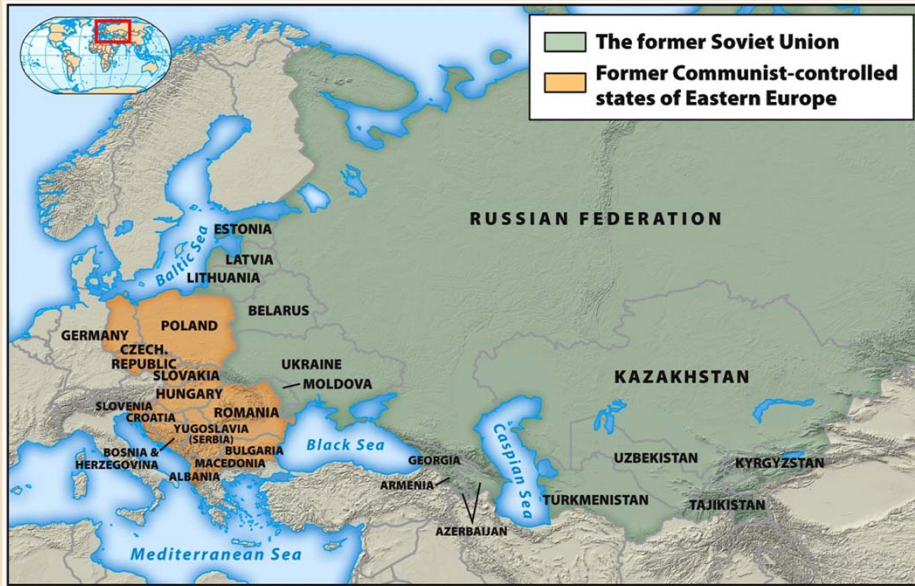 The former Soviet Union
Former Communist-controlled
states of Eastern Europe
RUSSIAN FEDERATION
ESTONIA
Baltic Sea
LATVIA
LITHUANIA
BELARUS
GERMANY
POLAND
CZECH.
REPUBLIC
SLOVAKIA
UKRAINE
MOLDOVA
KAZAKHSTAN
HUNGARY
SLOVENIA
CROATIA
ROMANIA
YUGOSLAVIA
(SERBIA)
BOSNIA &
HERZEGOVINA
BULGARIA
MACEDONIA
ALBANIA
Black Sea
Caspian Sea
GEORGIA
ARMENIA
AZERBAIJAN
UZBEKISTAN
KYRGYZSTAN
TURKMENISTAN
TAJIKISTAN
Mediterranean Sea